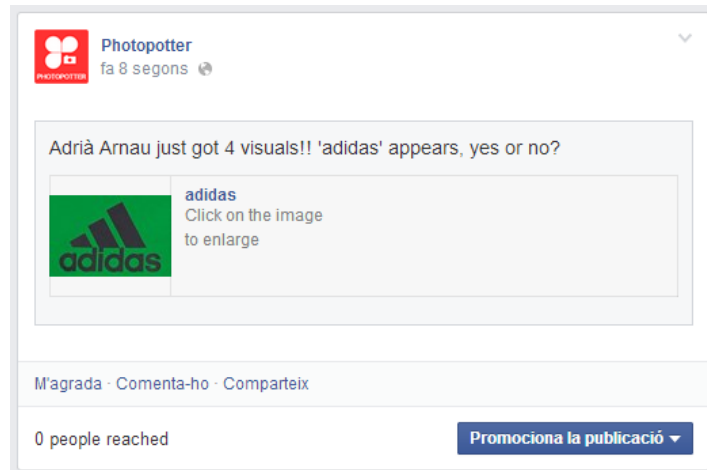 PHOTOPOTTER
Photopotter
fa 8 segons
Adrià Arnau just got 4 visuals!! 'adidas' appears, yes or no?
adidas
adidas
Click on the image
to enlarge
M'agrada · Comenta-ho · Comparteix
0 people reached
Promociona la publicació